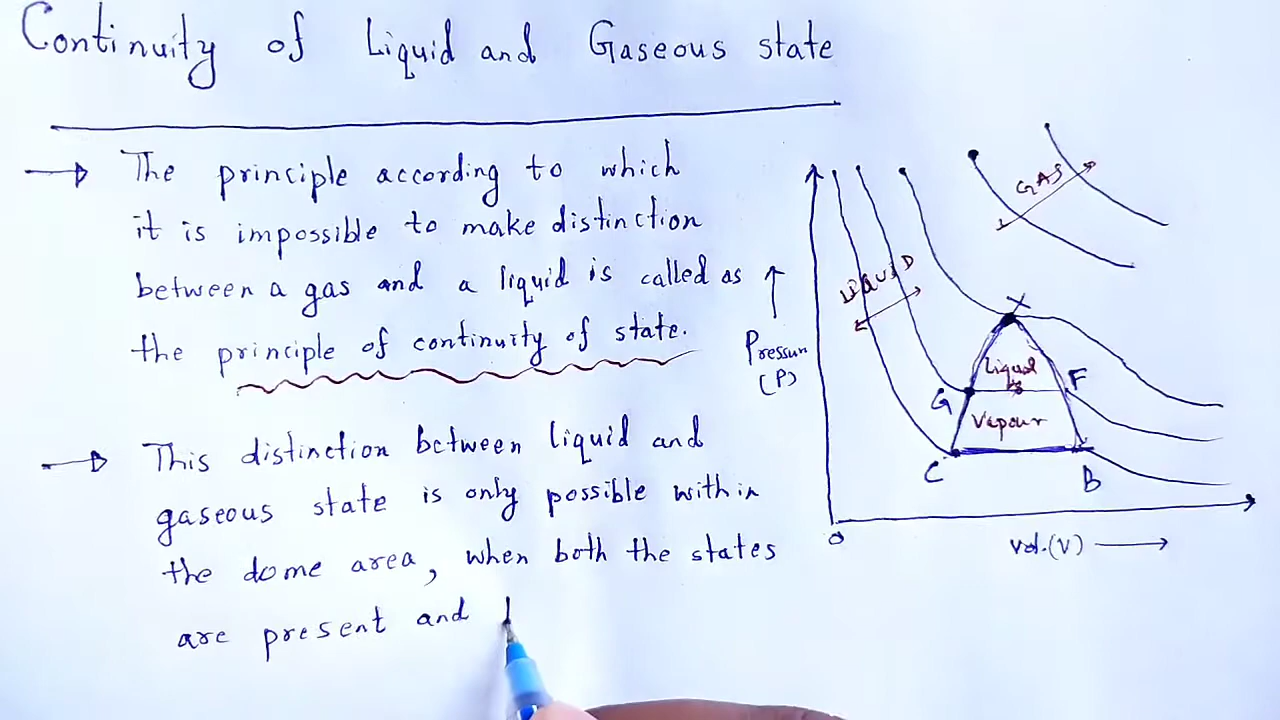 Continuity of Liquid and Gaseous state
The principle according to which
it is impossible to make distinction
between a gas and a liquid is called as
the principle of continuity of state.
This distinction between liquid and
gaseous state is only possible within
the dome area, when both the states
are present and
GAS
LIQUID
X
Pressure
(P)
Liquid
G
F
Vapour
C
B
O
Vol.(V)